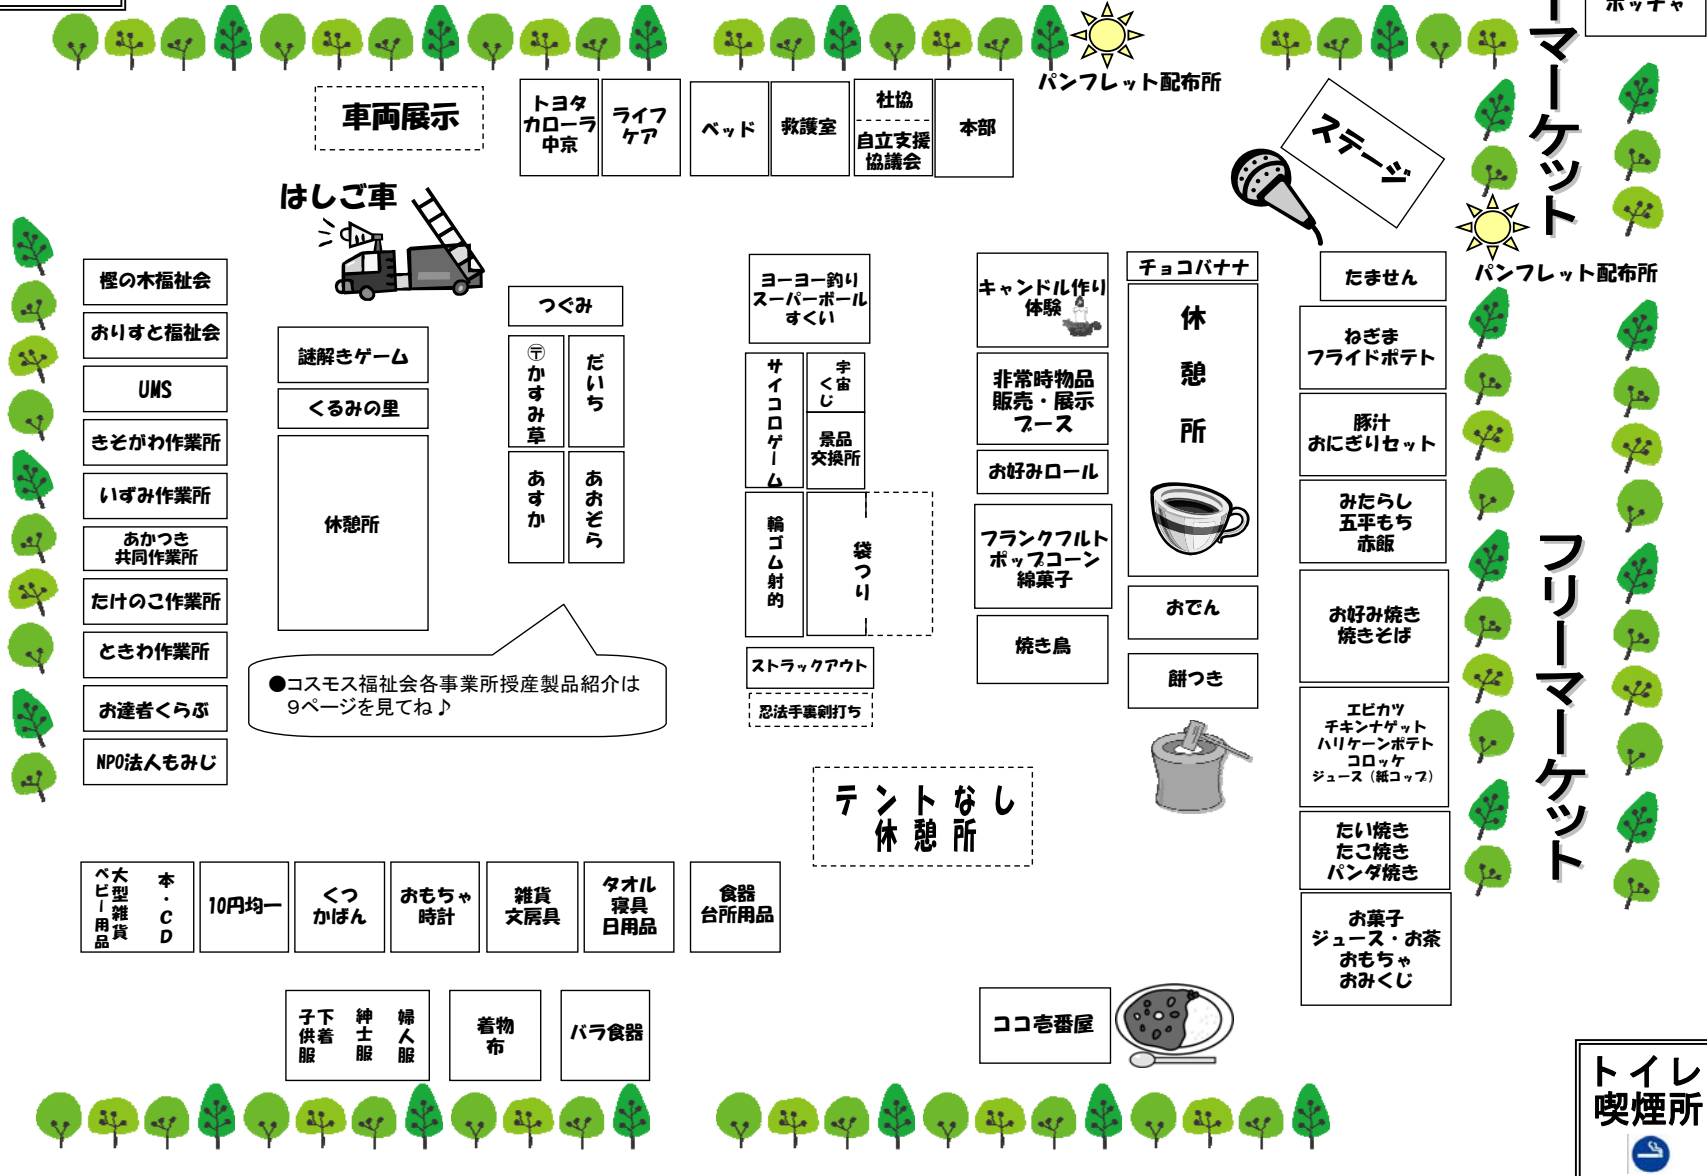 ボッチャ
パンフレット配布所
車両展示
トヨタ
カローラ
中京
ライフ
ケア
ベッド
救護室
社協
自立支援
協議会
本部
ステージ
ーマーケット
はしご車
パンフレット配布所
樫の木福祉会
おりすと福祉会
UMS
きそがわ作業所
いずみ作業所
あかつき
共同作業所
たけのこ作業所
ときわ作業所
お達者くらぶ
NPO法人もみじ
謎解きゲーム
くるみの里
休憩所
つぐみ
〶かすみ草
だいち
あすか
あおぞら
●コスモス福祉会各事業所授産製品紹介は
9ページを見てね♪
ヨーヨー釣り
スーパーボール
すくい
サイコロゲーム
宇宙
くじ
景品
交換所
輪ゴム射的
袋つり
ストラックアウト
忍法手裏剣打ち
キャンドル作り
体験
非常時物品
販売・展示
ブース
お好みロール
フランクフルト
ポップコーン
綿菓子
焼き鳥
チョコバナナ
休憩所
おでん
餅つき
たません
ねぎま
フライドポテト
豚汁
おにぎりセット
みたらし
五平もち
赤飯
お好み焼き
焼きそば
エビカツ
チキンナゲット
ハリケーンポテト
コロッケ
ジュース（紙コップ）
たい焼き
たこ焼き
パンダ焼き
お菓子
ジュース・お茶
おもちゃ
おみくじ
フリーマーケット
テントなし
休憩所
本・CD
大型雑貨
ベビー用品
10円均一
くつ
かばん
おもちゃ
時計
雑貨
文房具
タオル
寝具
日用品
食器
台所用品
婦人服
紳士服
下着
子供服
着物
布
バラ食器
ココ壱番屋
トイレ
喫煙所